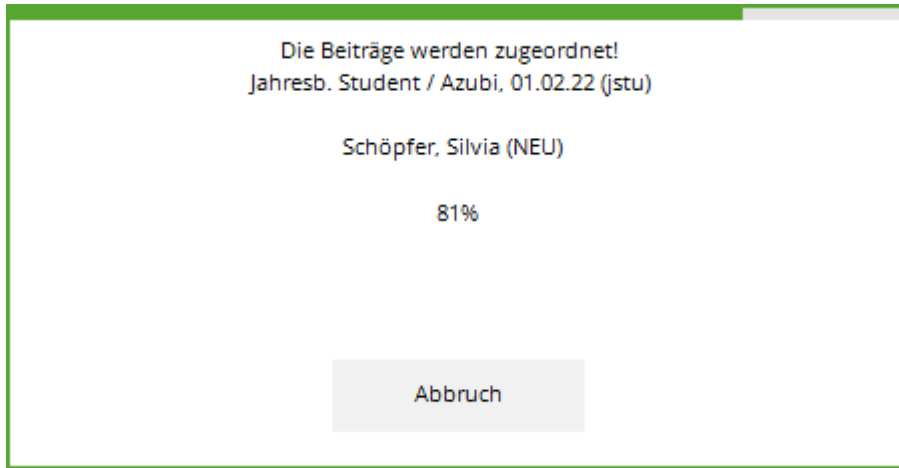 Die Beiträge werden zugeordnet!
Jahresb. Student / Azubi, 01.02.22 (jstu)
Schöpfer, Silvia (NEU)
81%
Abbruch